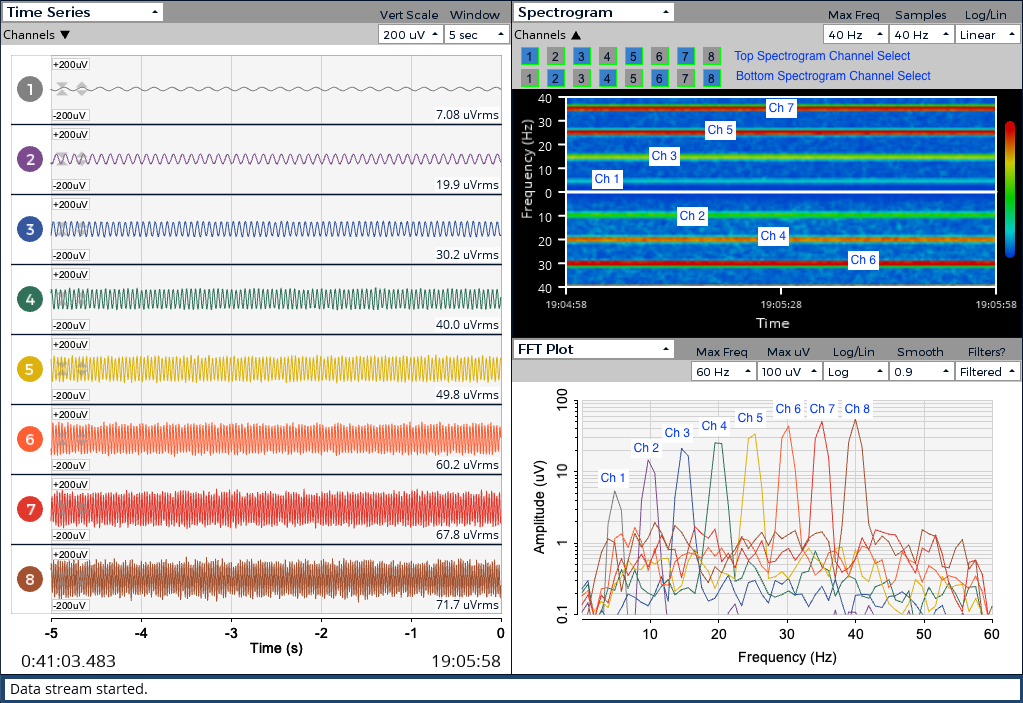 Time Series
Vert Scale Window
Channels ▼ 200 uV 5 sec
+200uV
1
-200uV 7.08 uVrms
+200uV
2
-200uV 19.9 uVrms
+200uV
3
-200uV 30.2 uVrms
+200uV
4
-200uV 40.0 uVrms
+200uV
5
-200uV 49.8 uVrms
+200uV
6
-200uV 60.2 uVrms
+200uV
7
-200uV 67.8 uVrms
+200uV
8
-200uV 71.7 uVrms
-5 -4 -3 -2 -1 0
Time (s)
0:41:03.483 19:05:58
Spectrogram
Max Freq Samples Log/Lin
Channels ▲ 40 Hz 40 Hz Linear
1 2 3 4 5 6 7 8 Top Spectrogram Channel Select
1 2 3 4 5 6 7 8 Bottom Spectrogram Channel Select
Frequency (Hz)
40
30
20
10
0
10
20
30
40
Ch 7
Ch 5
Ch 3
Ch 1
Ch 2
Ch 4
Ch 6
19:04:58 19:05:28 19:05:58
Time
FFT Plot
Max Freq Max uV Log/Lin Smooth Filters?
60 Hz 100 uV Log 0.9 Filtered
Amplitude (uV)
100
10
1
0.1
Ch 1
Ch 2
Ch 3
Ch 4
Ch 5
Ch 6
Ch 7
Ch 8
10 20 30 40 50 60
Frequency (Hz)
Data stream started.